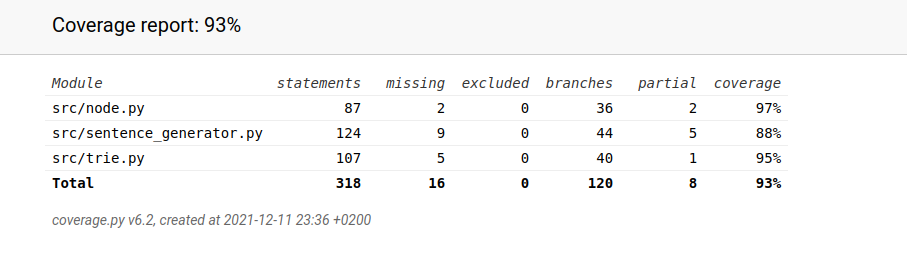 Coverage report: 93%
Module statements missing excluded branches partial coverage
src/node.py 87 2 0 36 2 97%
src/sentence_generator.py 124 9 0 44 5 88%
src/trie.py 107 5 0 40 1 95%
Total 318 16 0 120 8 93%
coverage.py v6.2, created at 2021-12-11 23:36 +0200